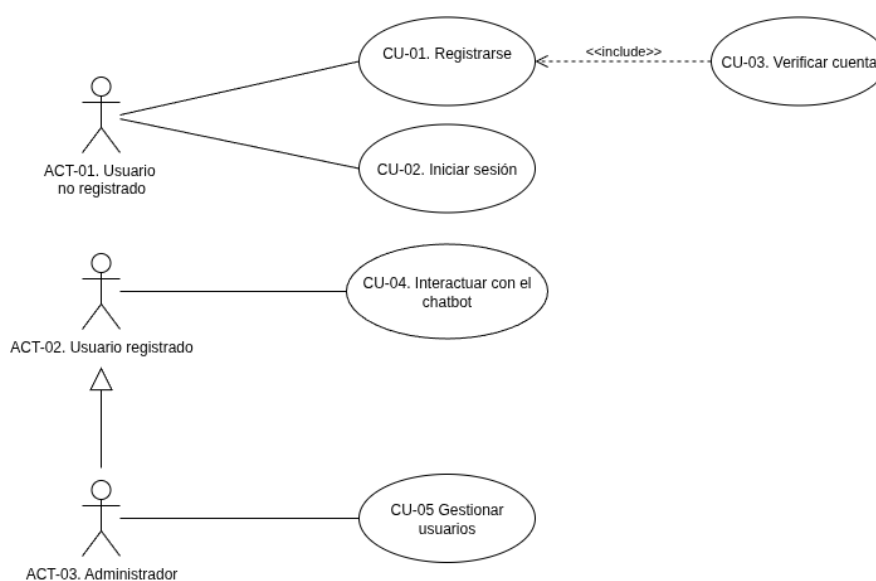 CU-01. Registrarse
<<include>>
CU-03. Verificar cuenta
ACT-01. Usuario
no registrado
CU-02. Iniciar sesión
CU-04. Interactuar con el
chatbot
ACT-02. Usuario registrado
CU-05 Gestionar
usuarios
ACT-03. Administrador